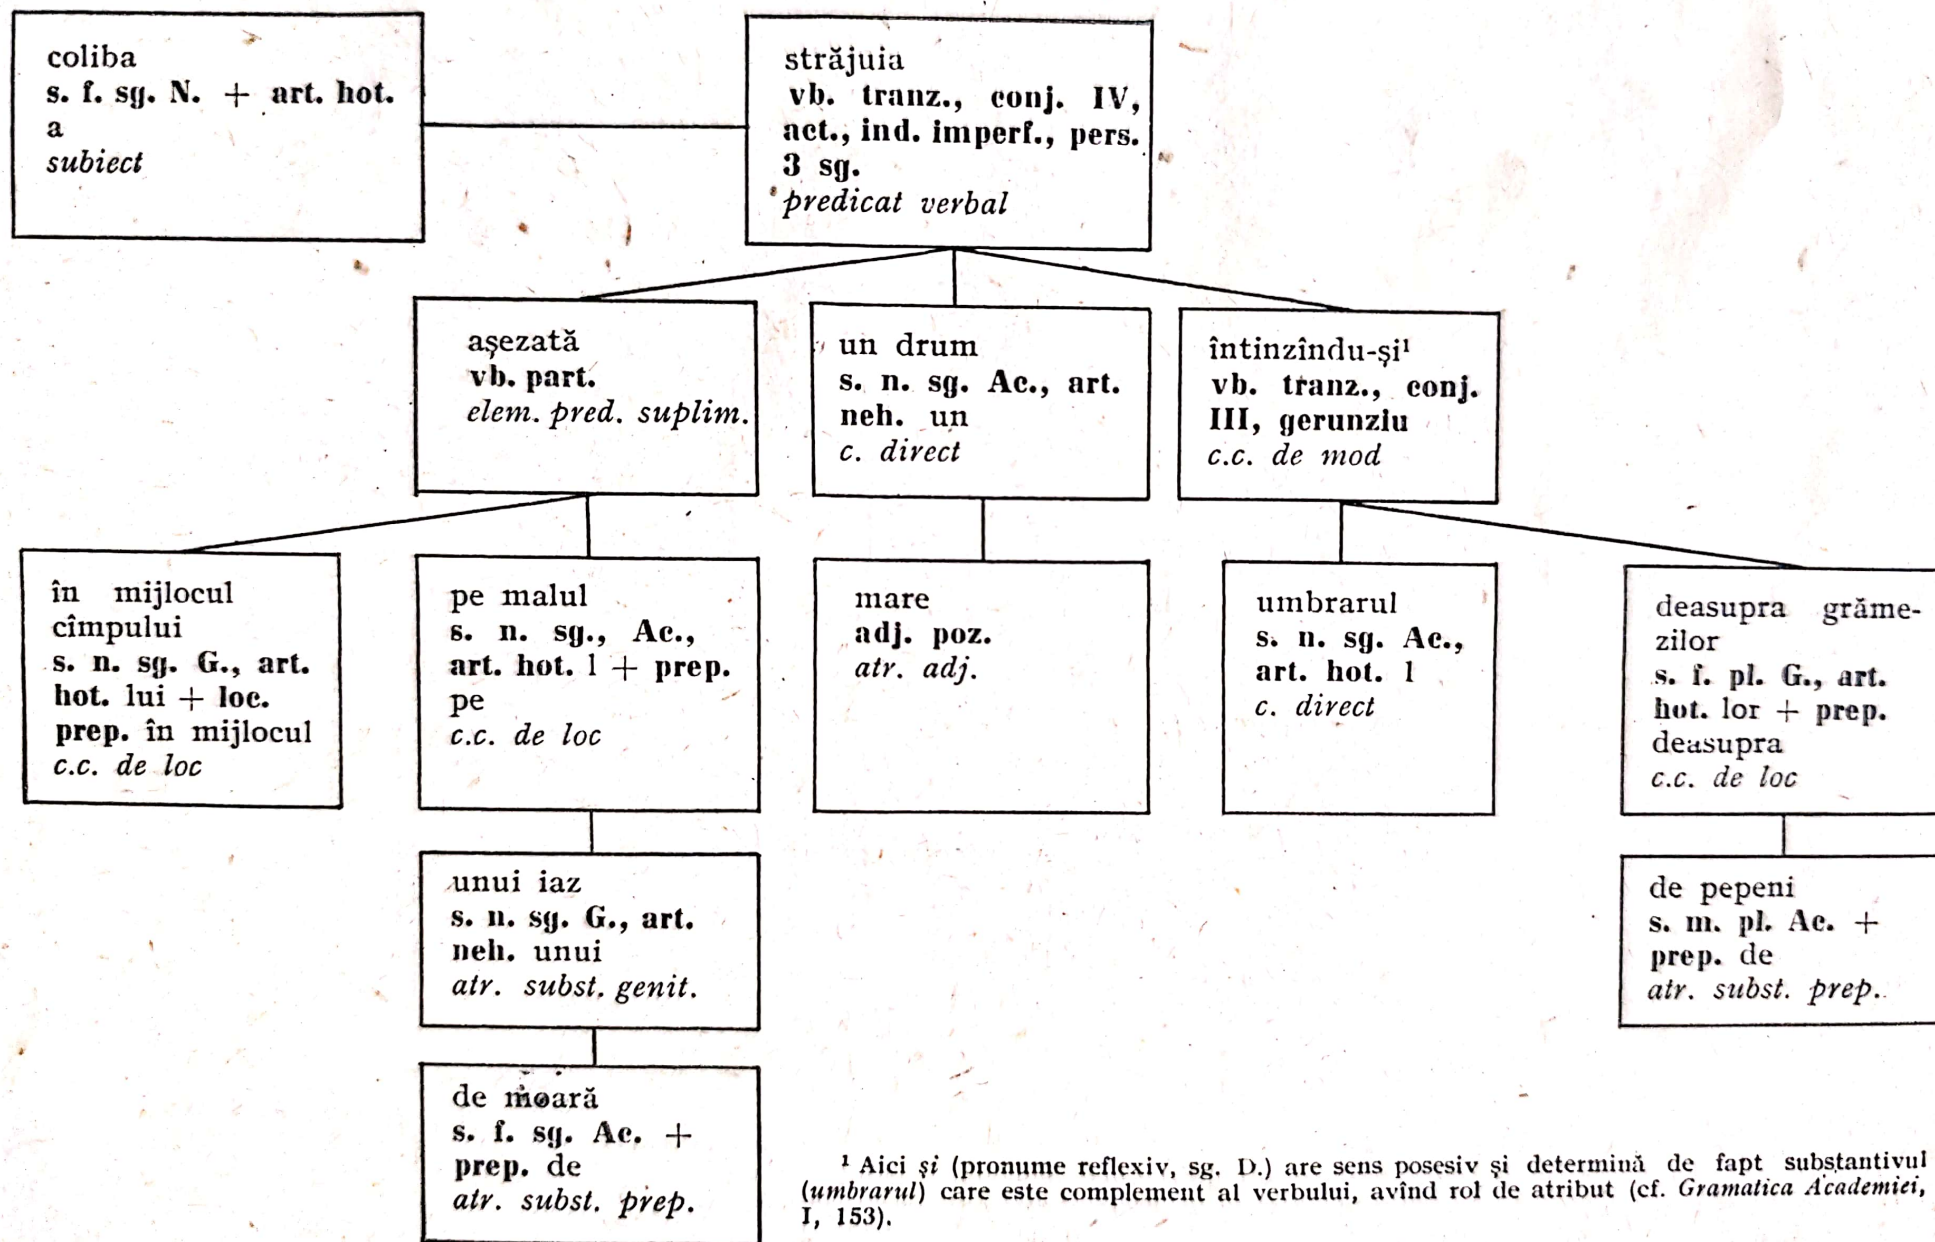 coliba
s. f. sg. N. + art. hot.
a
subiect
străjuia
vb. tranz., conj. IV,
act., ind. imperf., pers.
3 sg.
predicat verbal
așezată
vb. part.
elem. pred. suplim.
un drum
s. n. sg. Ac., art.
neh. un
c. direct
întinzîndu-și¹
vb. tranz., conj.
III, gerunziu
c.c. de mod
în mijlocul
cîmpului
s. n. sg. G., art.
hot. lui + loc.
prep. în mijlocul
c.c. de loc
pe malul
s. n. sg., Ac.,
art. hot. l + prep.
pe
c.c. de loc
mare
adj. poz.
atr. adj.
umbrarul
s. n. sg. Ac.,
art. hot. l
c. direct
deasupra grăme-
zilor
s. f. pl. G., art.
hot. lor + prep.
deasupra
c.c. de loc
unui iaz
s. n. sg. G., art.
neh. unui
atr. subst. genit.
de pepeni
s. m. pl. Ac. +
prep. de
atr. subst. prep.
de moară
s. f. sg. Ac. +
prep. de
atr. subst. prep.
¹ Aici și (pronume reflexiv, sg. D.) are sens posesiv și determină de fapt substantivul
(umbrarul) care este complement al verbului, avînd rol de atribut (cf. Gramatica Academiei,
I, 153).